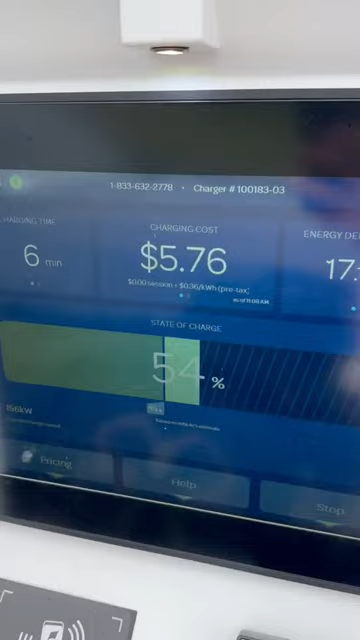 1-833-632-2778 • Charger # 100183-03
CHARGING TIME
6 min
CHARGING COST
$5.76
$0.00 session + $0.36/kWh (pre-tax)
as of 11:09 AM
ENERGY DE
17
STATE OF CHARGE
54 %
156kW
Pricing
Help
Stop